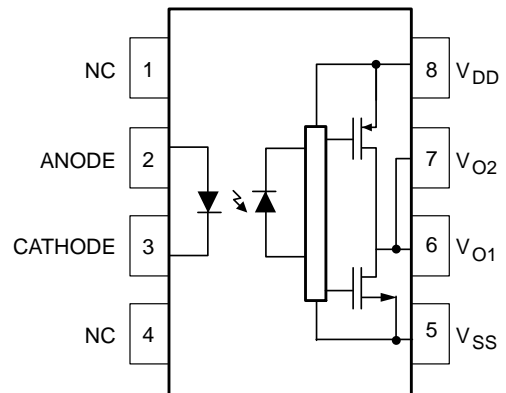 NC 1
ANODE 2
CATHODE 3
NC 4
8 VDD
7 VO2
6 VO1
5 VSS